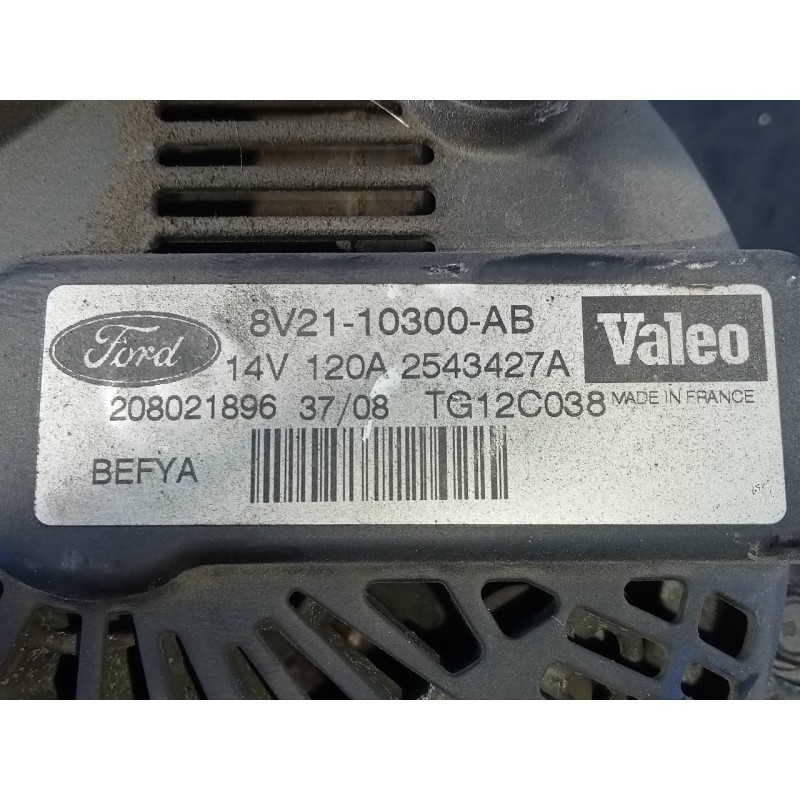 Ford
8V21-10300-AB
Valeo
14V 120A 2543427A
208021896 37/08 TG12C038
MADE IN FRANCE
BEFYA